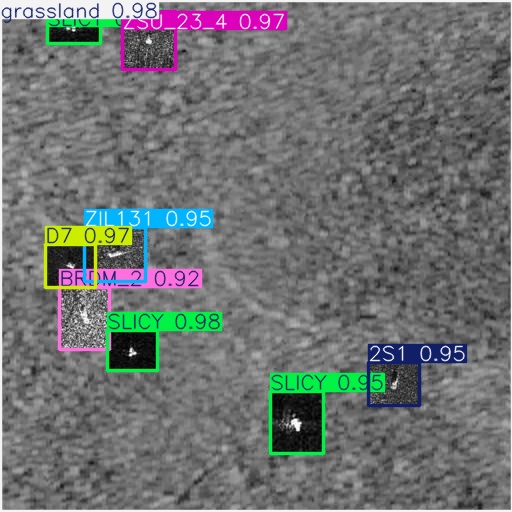 grassland 0.98
SLICY
ZSU_23_4 0.97
ZIL131 0.95
D7 0.97
BRDM_2 0.92
SLICY 0.98
2S1 0.95
SLICY 0.95